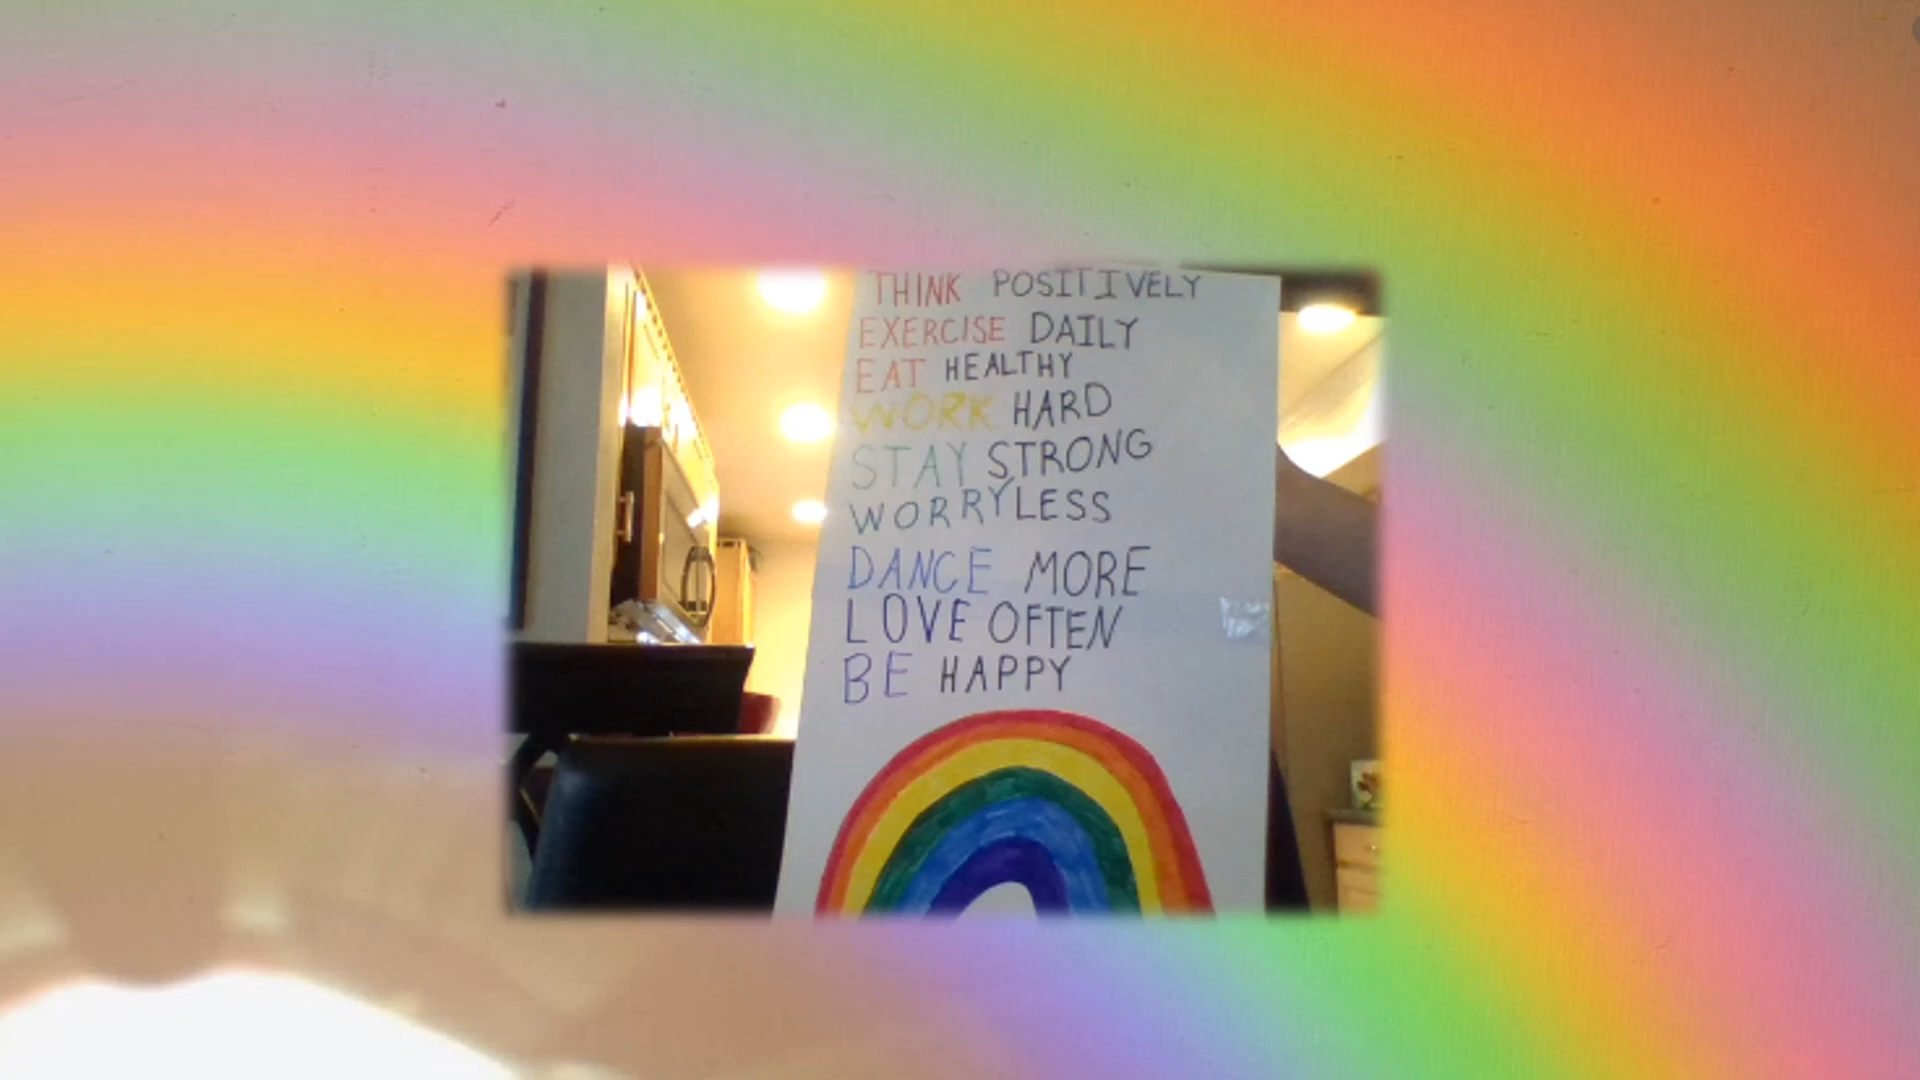 THINK POSITIVELY
EXERCISE DAILY
EAT HEALTHY
WORK HARD
STAY STRONG
WORRYLESS
DANCE MORE
LOVE OFTEN
BE HAPPY